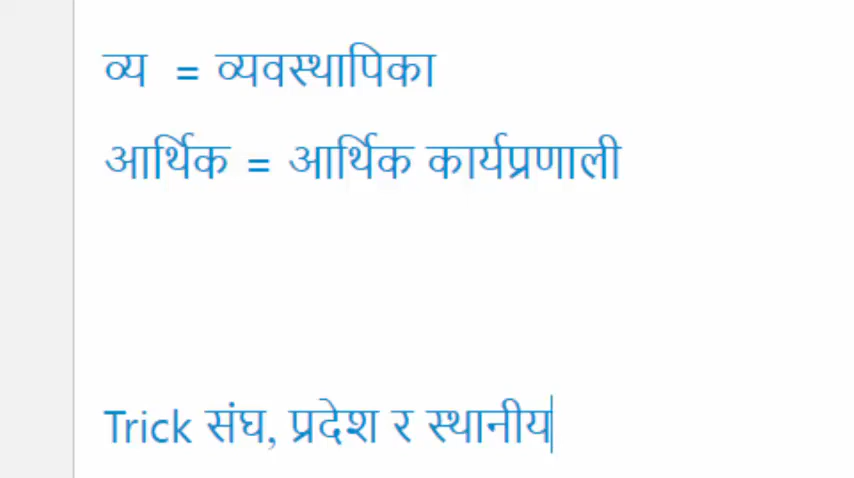 व्य = व्यवस्थापिका
आर्थिक = आर्थिक कार्यप्रणाली
Trick संघ, प्रदेश र स्थानीय